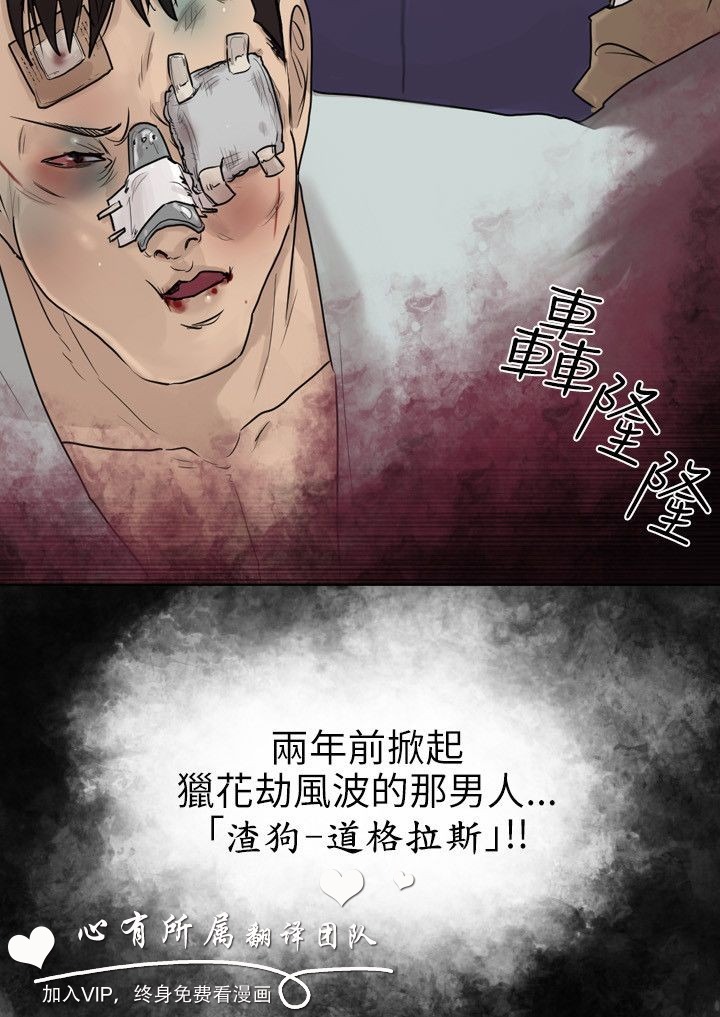 轟隆隆
兩年前掀起
獵花劫風波的那男人...
「渣狗-道格拉斯」!!
心有所属翻译团队
加入VIP，终身免费看漫画